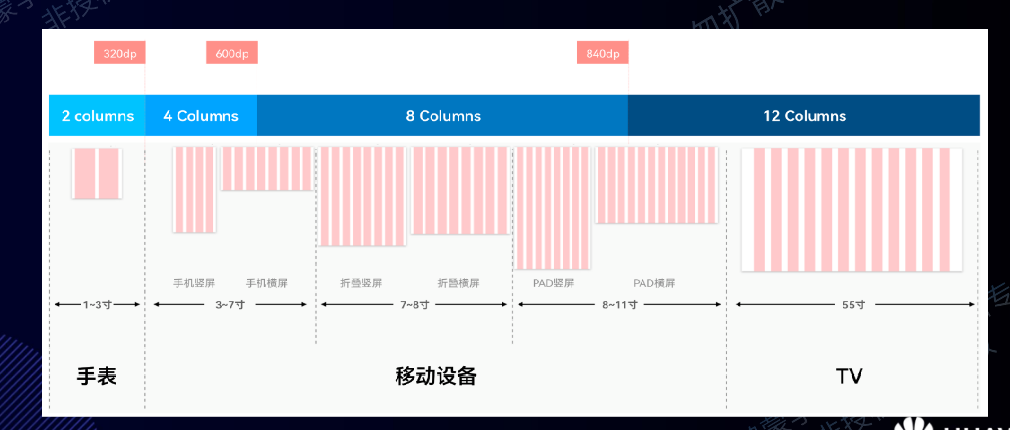 320dp 600dp 840dp
2 columns 4 Columns 8 Columns 12 Columns
手机竖屏 手机横屏 折叠竖屏 折叠横屏 PAD竖屏 PAD横屏
1~3寸 3~7寸 7~8寸 8~11寸 55寸
手表 移动设备 TV